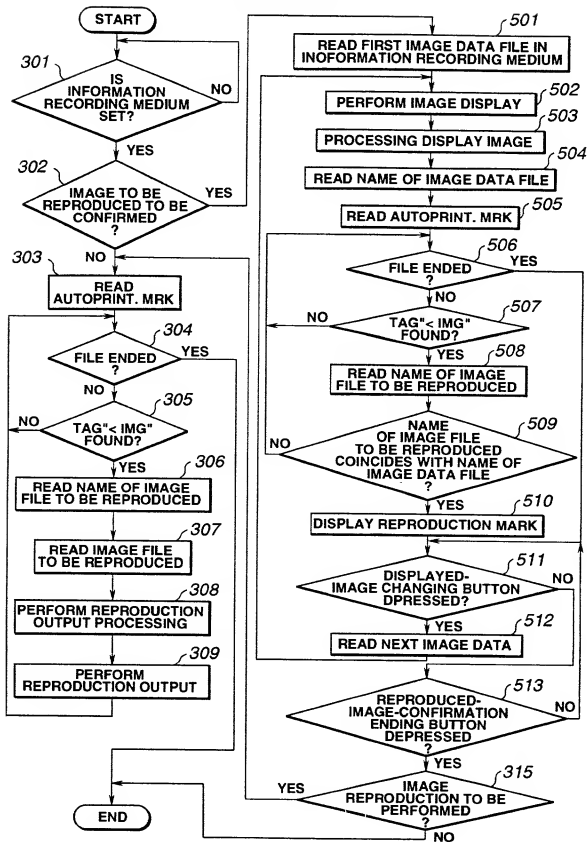 START
301
IS
INFORMATION
RECORDING MEDIUM
SET?
NO
YES
302
IMAGE TO BE
REPRODUCED TO BE
CONFIRMED
?
YES
NO
303
READ
AUTOPRINT. MRK
304
FILE ENDED
?
YES
NO
305
TAG"< IMG"
FOUND?
NO
YES
306
READ NAME OF IMAGE
FILE TO BE REPRODUCED
307
READ IMAGE FILE
TO BE REPRODUCED
308
PERFORM REPRODUCTION
OUTPUT PROCESSING
309
PERFORM
REPRODUCTION OUTPUT
END
501
READ FIRST IMAGE DATA FILE IN
INOFORMATION RECORDING MEDIUM
502
PERFORM IMAGE DISPLAY
503
PROCESSING DISPLAY IMAGE
504
READ NAME OF IMAGE DATA FILE
505
READ AUTOPRINT. MRK
506
FILE ENDED
?
YES
NO
507
TAG"< IMG"
FOUND?
NO
YES
508
READ NAME OF IMAGE
FILE TO BE REPRODUCED
509
NAME
OF IMAGE FILE
TO BE REPRODUCED
COINCIDES WITH NAME OF
IMAGE DATA FILE
?
NO
YES
510
DISPLAY REPRODUCTION MARK
511
DISPLAYED-
IMAGE CHANGING BUTTON
DPRESSED?
NO
YES
512
READ NEXT IMAGE DATA
513
REPRODUCED-
IMAGE-CONFIRMATION
ENDING BUTTON
DEPRESSED
?
NO
YES
315
IMAGE
REPRODUCTION TO BE
PERFORMED
?
YES
NO